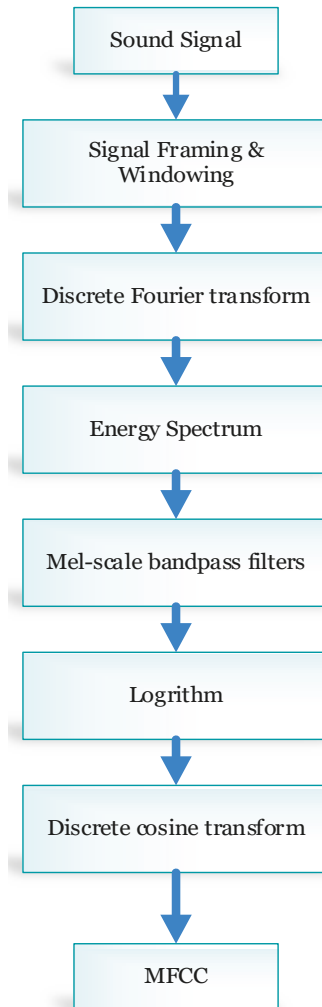 Sound Signal
Signal Framing &
Windowing
Discrete Fourier transform
Energy Spectrum
Mel-scale bandpass filters
Logrithm
Discrete cosine transform
MFCC